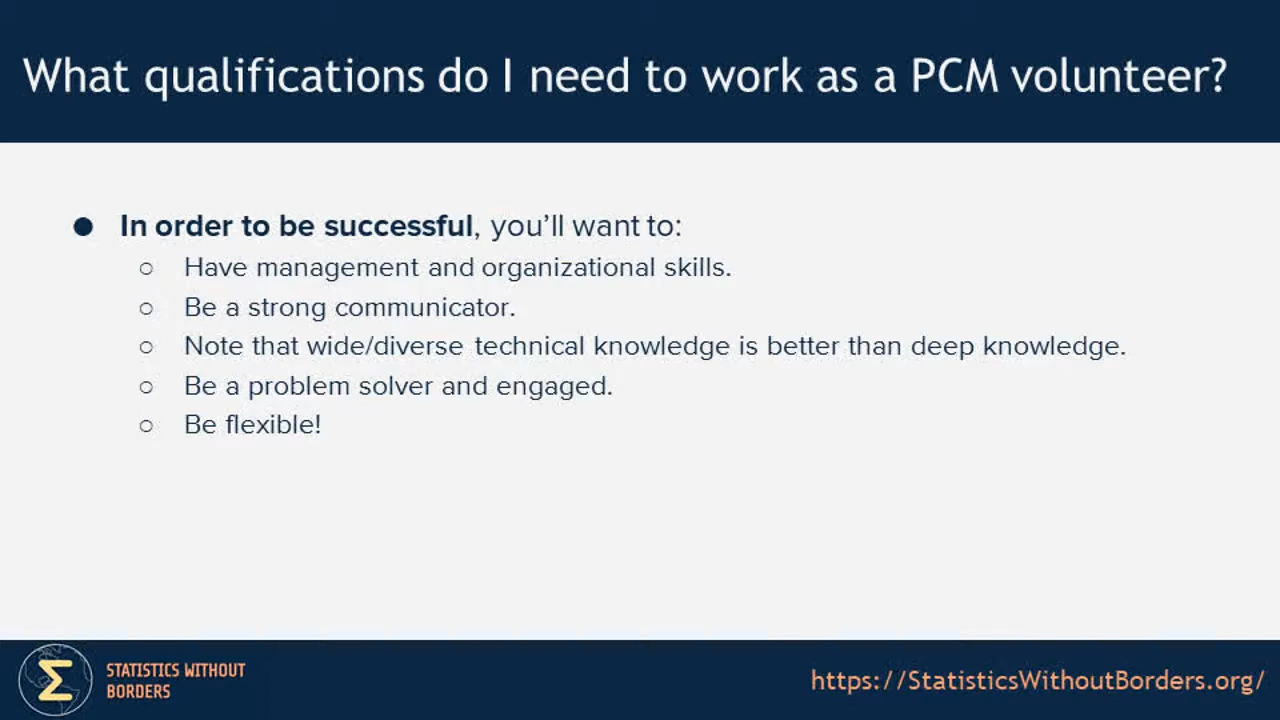 What qualifications do I need to work as a PCM volunteer?
● In order to be successful, you’ll want to:
○ Have management and organizational skills.
○ Be a strong communicator.
○ Note that wide/diverse technical knowledge is better than deep knowledge.
○ Be a problem solver and engaged.
○ Be flexible!
Σ
STATISTICS WITHOUT
BORDERS
https://StatisticsWithoutBorders.org/